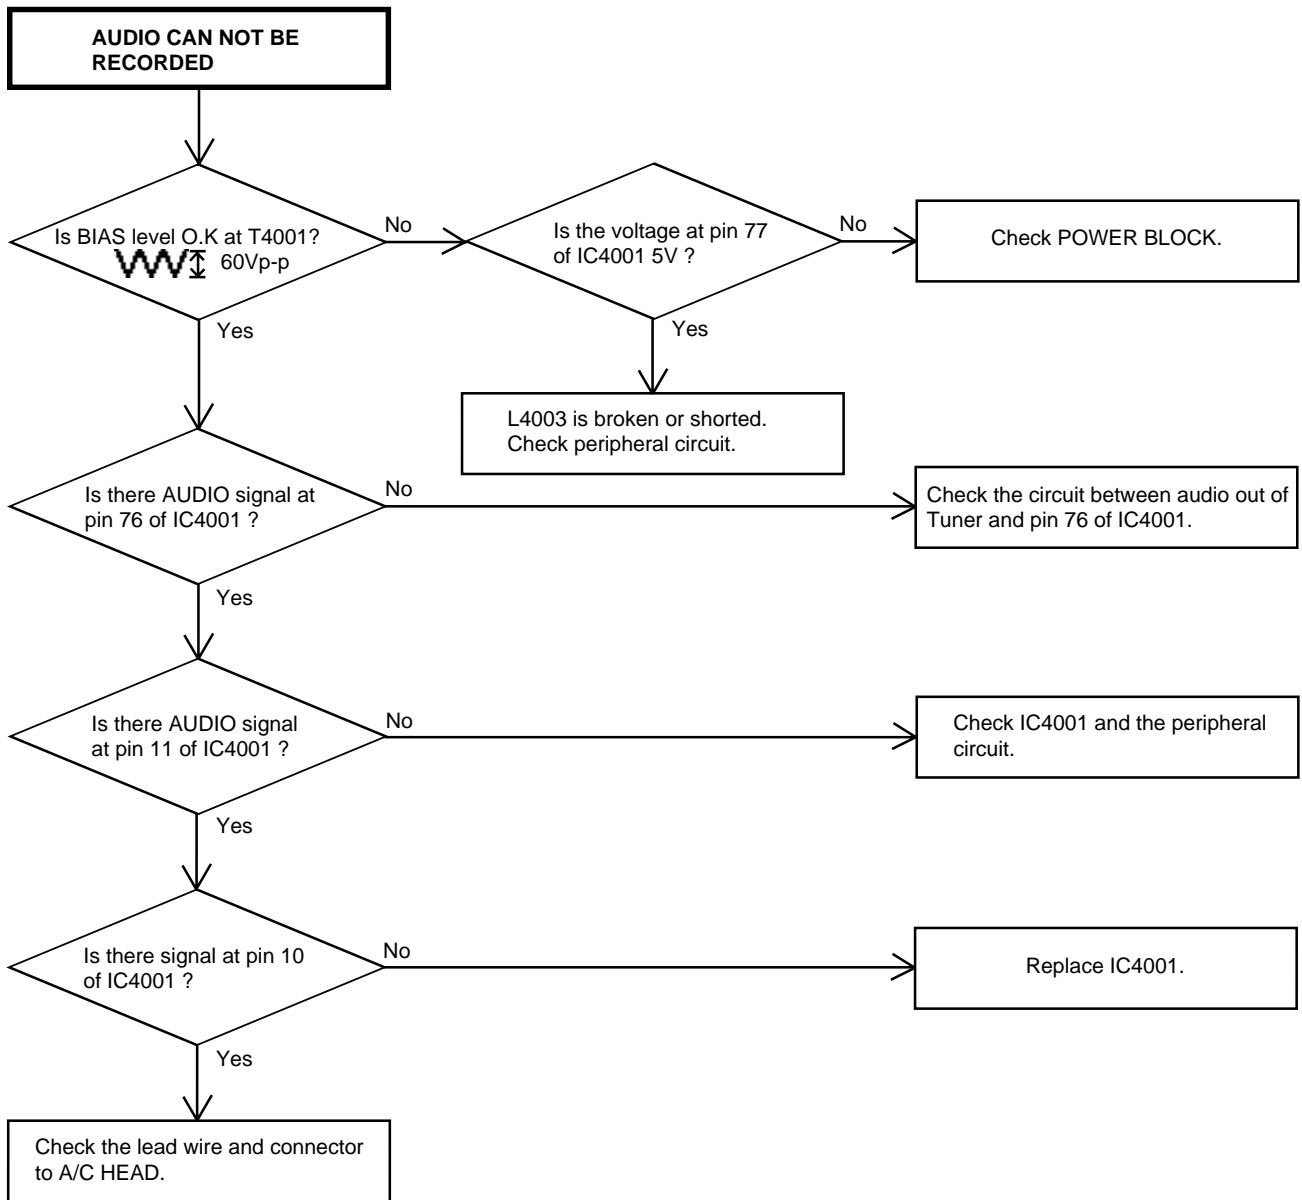 AUDIO CAN NOT BE
RECORDED
Is BIAS level O.K at T4001?
60Vp-p
No
Is the voltage at pin 77
of IC4001 5V ?
No
Check POWER BLOCK.
Yes
Yes
L4003 is broken or shorted.
Check peripheral circuit.
Is there AUDIO signal at
pin 76 of IC4001 ?
No
Check the circuit between audio out of
Tuner and pin 76 of IC4001.
Yes
Is there AUDIO signal
at pin 11 of IC4001 ?
No
Check IC4001 and the peripheral
circuit.
Yes
Is there signal at pin 10
of IC4001 ?
No
Replace IC4001.
Yes
Check the lead wire and connector
to A/C HEAD.